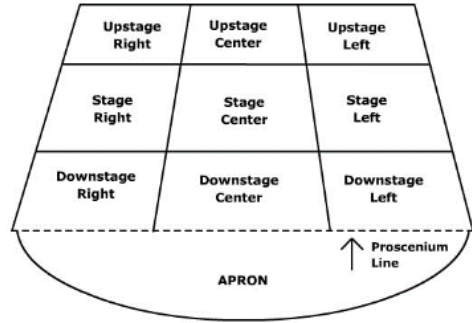 Upstage
Right
Upstage
Center
Upstage
Left
Stage
Right
Stage
Center
Stage
Left
Downstage
Right
Downstage
Center
Downstage
Left
Proscenium
Line
APRON